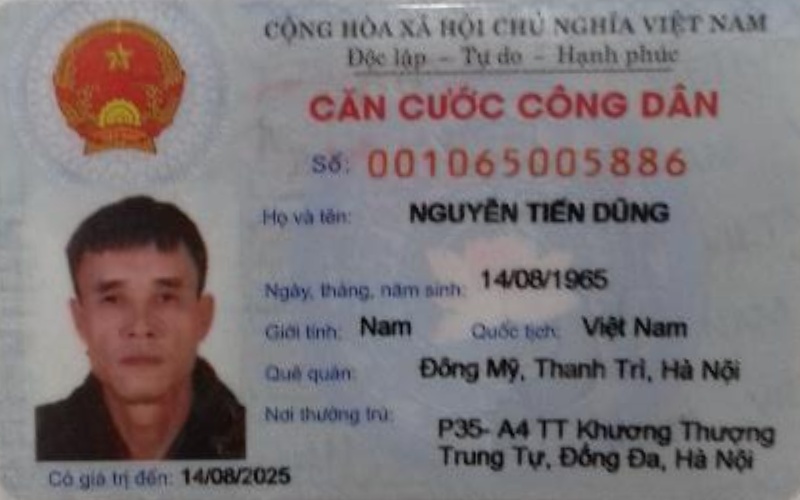 CỘNG HÒA XÃ HỘI CHỦ NGHĨA VIỆT NAM
Độc lập – Tự do – Hạnh phúc
CĂN CƯỚC CÔNG DÂN
Số: 001065005886
Họ và tên: NGUYỄN TIẾN DŨNG
Ngày, tháng, năm sinh: 14/08/1965
Giới tính: Nam Quốc tịch: Việt Nam
Quê quán: Đông Mỹ, Thanh Trì, Hà Nội
Nơi thường trú: P35- A4 TT Khương Thượng
Trung Tự, Đống Đa, Hà Nội
Có giá trị đến: 14/08/2025